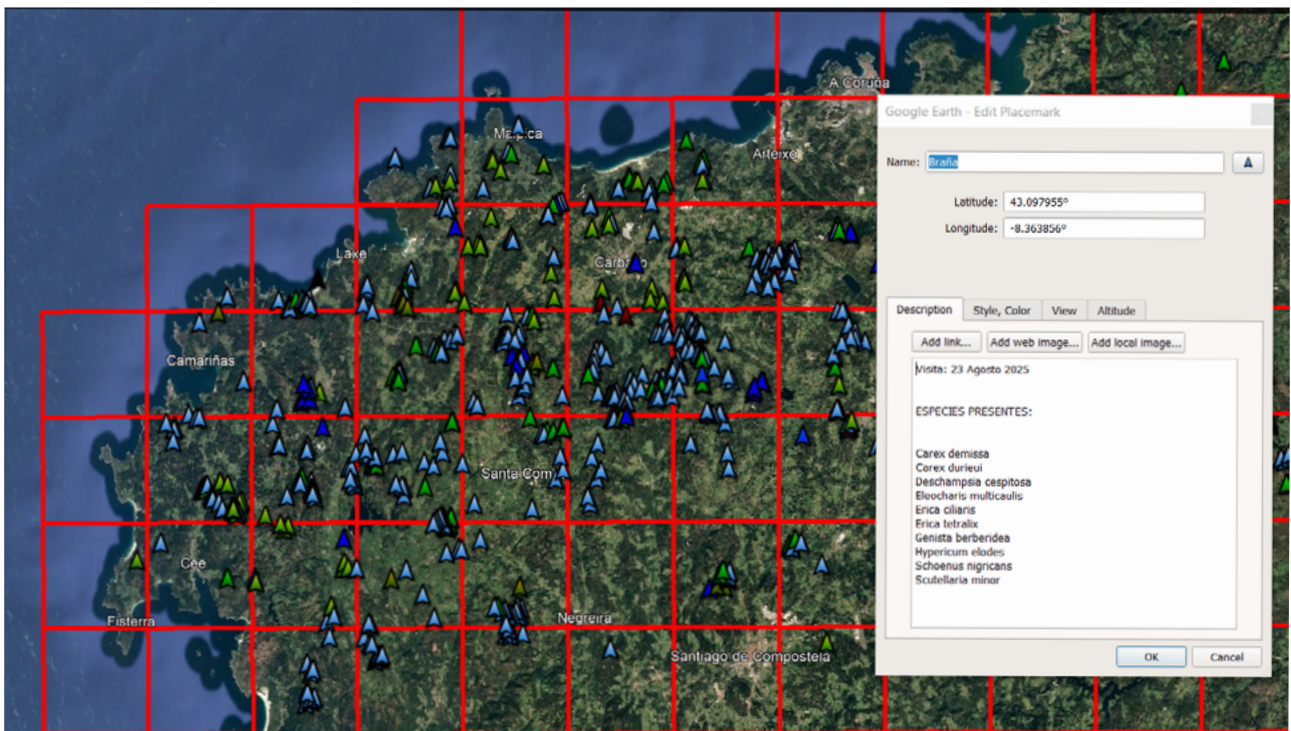 A Coruña
Malpica
Arteixo
Laxe
Carballo
Camariñas
Santa Com
Cee
Fisterra
Negreira
Santiago de Compostela
Google Earth - Edit Placemark
Name: Braña
Latitude: 43.097955°
Longitude: -8.363856°
Description Style, Color View Altitude
Add link... Add web image... Add local image...
Visita: 23 Agosto 2025
ESPECIES PRESENTES:
Carex demissa
Carex durieui
Deschampsia cespitosa
Eleocharis multicaulis
Erica ciliaris
Erica tetralix
Genista berberidea
Hypericum elodes
Schoenus nigricans
Scutellaria minor
OK Cancel